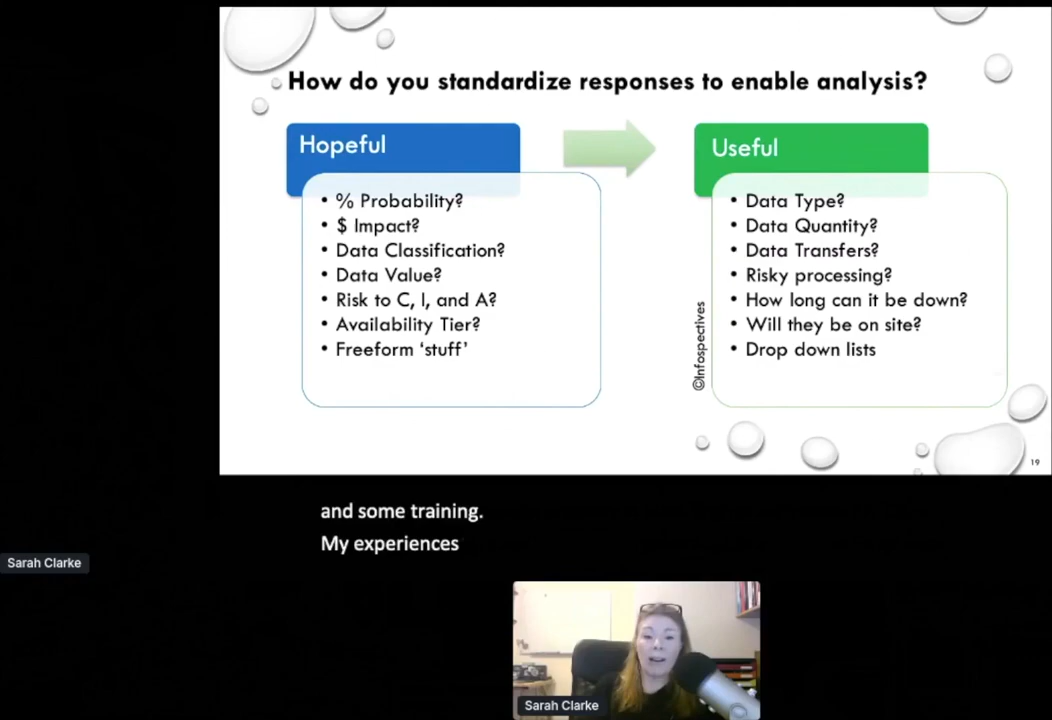 How do you standardize responses to enable analysis?
Hopeful
• % Probability?
• $ Impact?
• Data Classification?
• Data Value?
• Risk to C, I, and A?
• Availability Tier?
• Freeform ‘stuff’
Useful
• Data Type?
• Data Quantity?
• Data Transfers?
• Risky processing?
• How long can it be down?
• Will they be on site?
• Drop down lists
©Infospectives
19
and some training.
My experiences
Sarah Clarke
Sarah Clarke